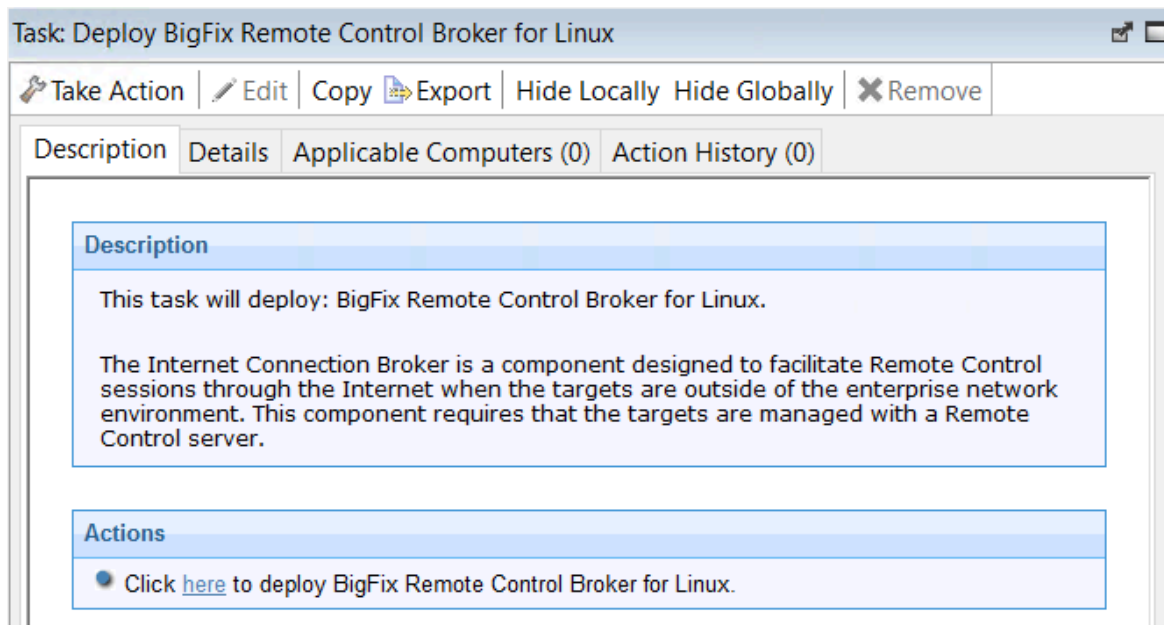 Task: Deploy BigFix Remote Control Broker for Linux
Take Action Edit Copy Export Hide Locally Hide Globally Remove
Description Details Applicable Computers (0) Action History (0)
Description
This task will deploy: BigFix Remote Control Broker for Linux.
The Internet Connection Broker is a component designed to facilitate Remote Control
sessions through the Internet when the targets are outside of the enterprise network
environment. This component requires that the targets are managed with a Remote
Control server.
Actions
Click here to deploy BigFix Remote Control Broker for Linux.